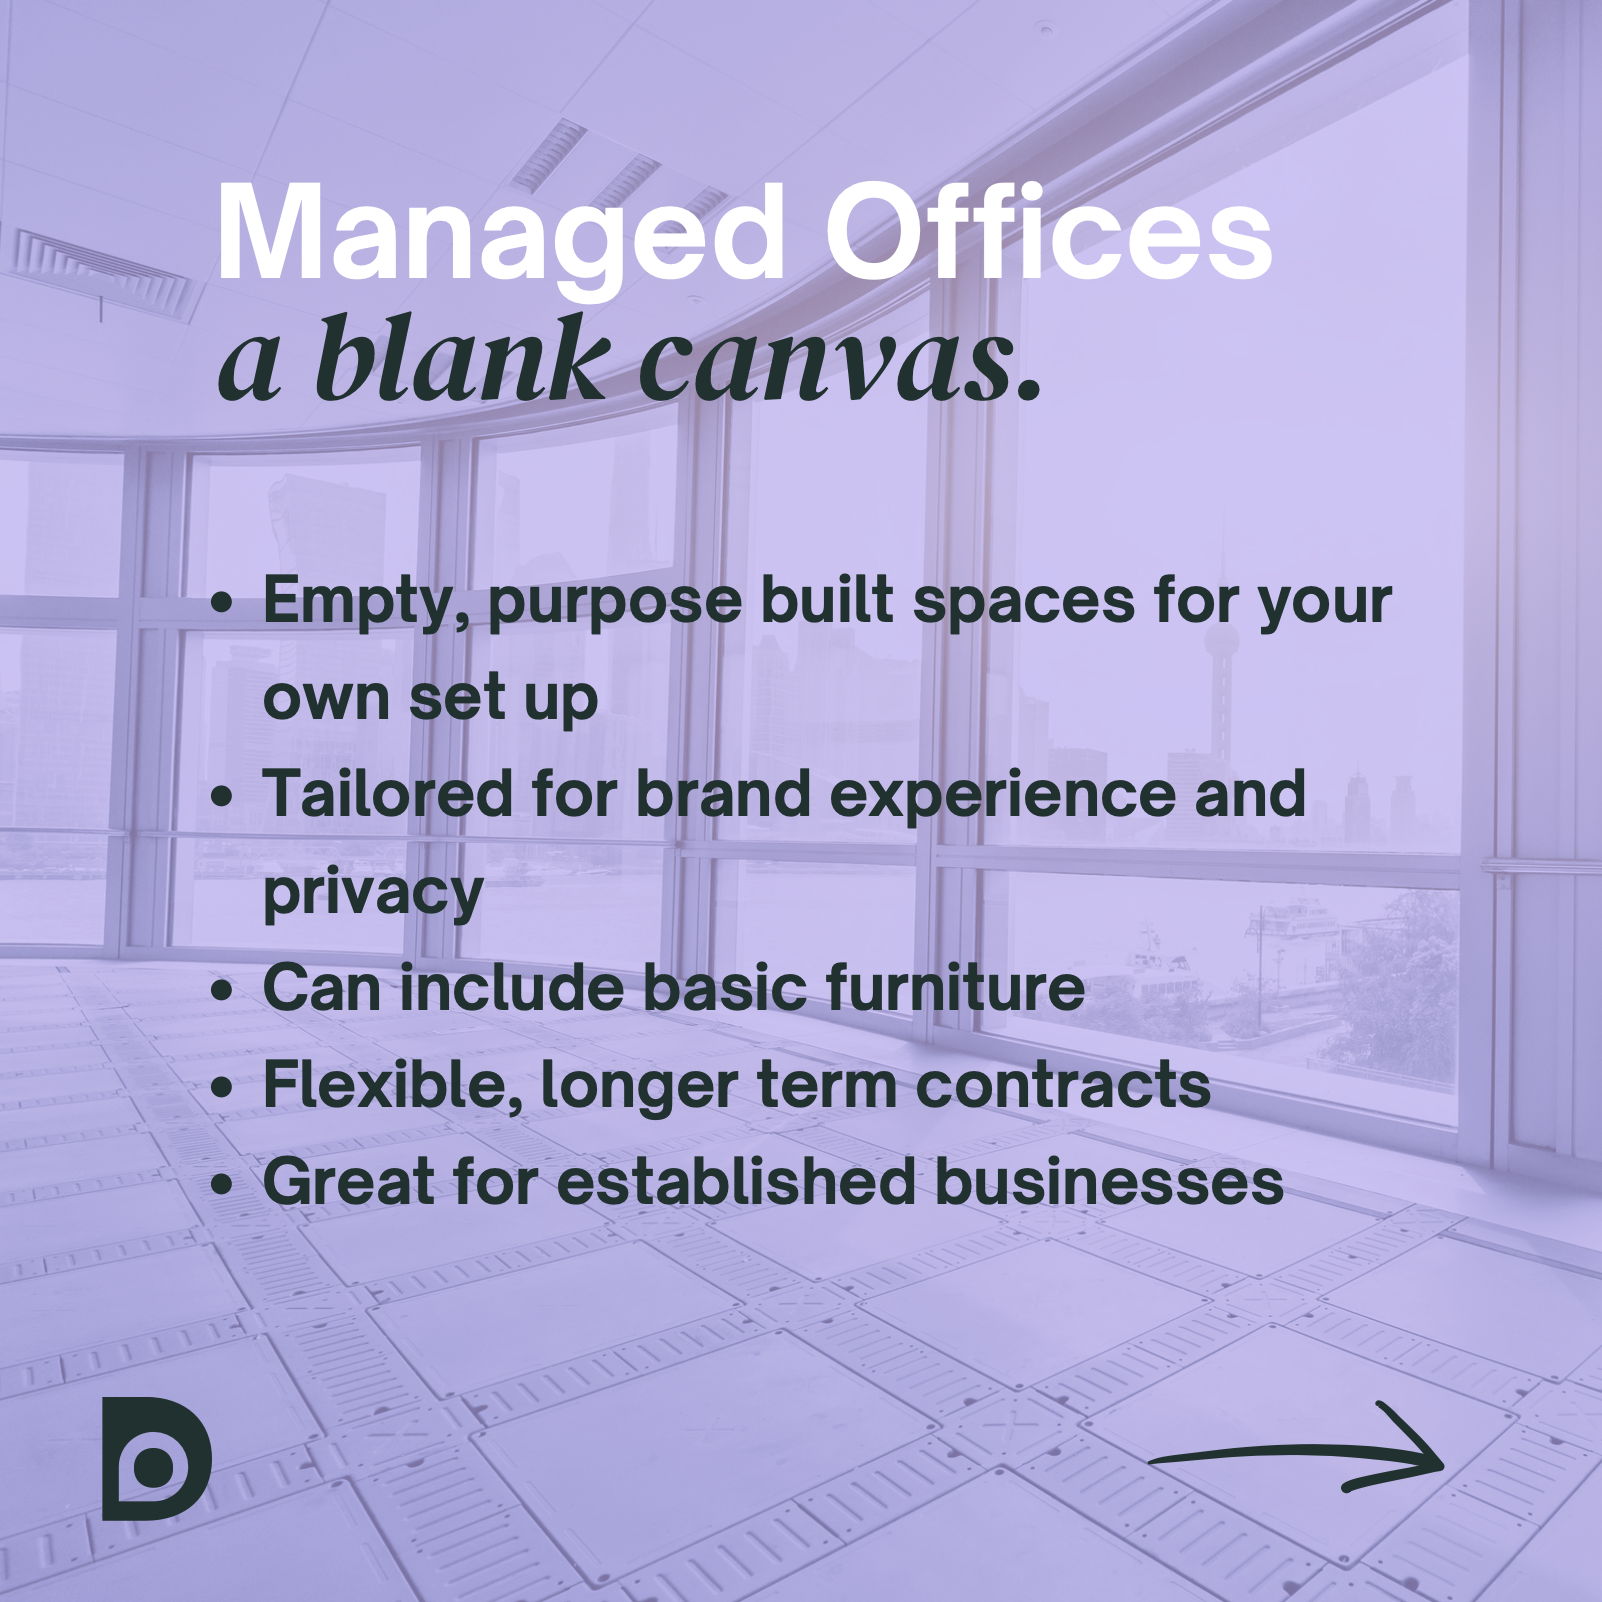 Managed Offices
a blank canvas.
• Empty, purpose built spaces for your
own set up
• Tailored for brand experience and
privacy
• Can include basic furniture
• Flexible, longer term contracts
• Great for established businesses